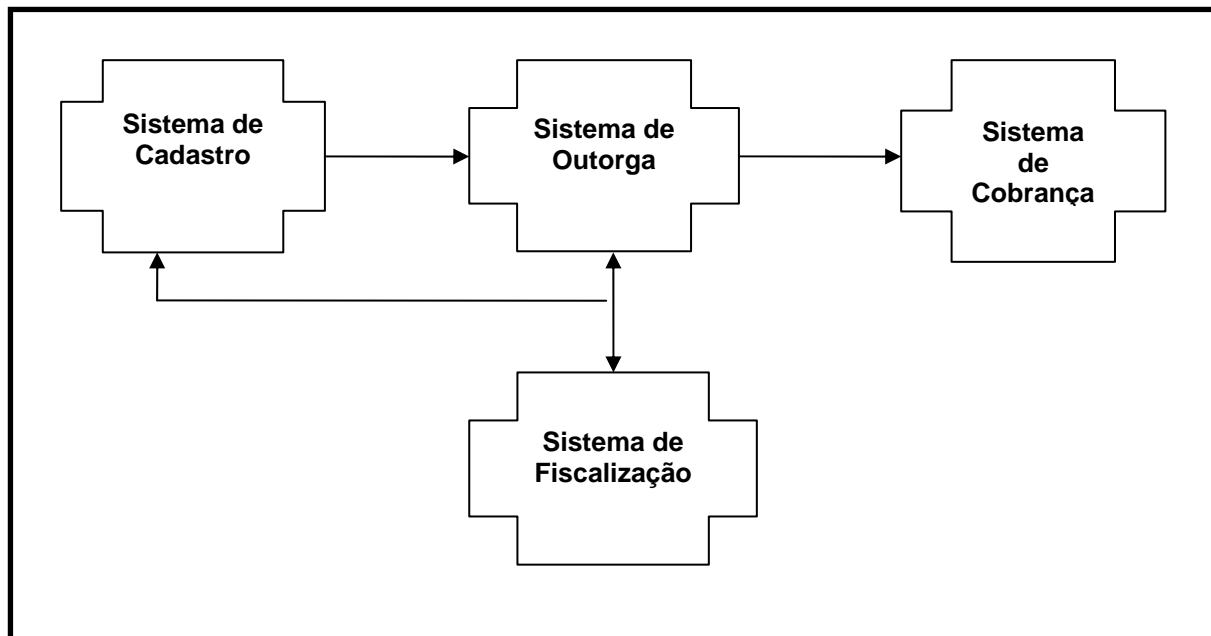 Sistema de
Cadastro
Sistema de
Outorga
Sistema
de
Cobrança
Sistema de
Fiscalização